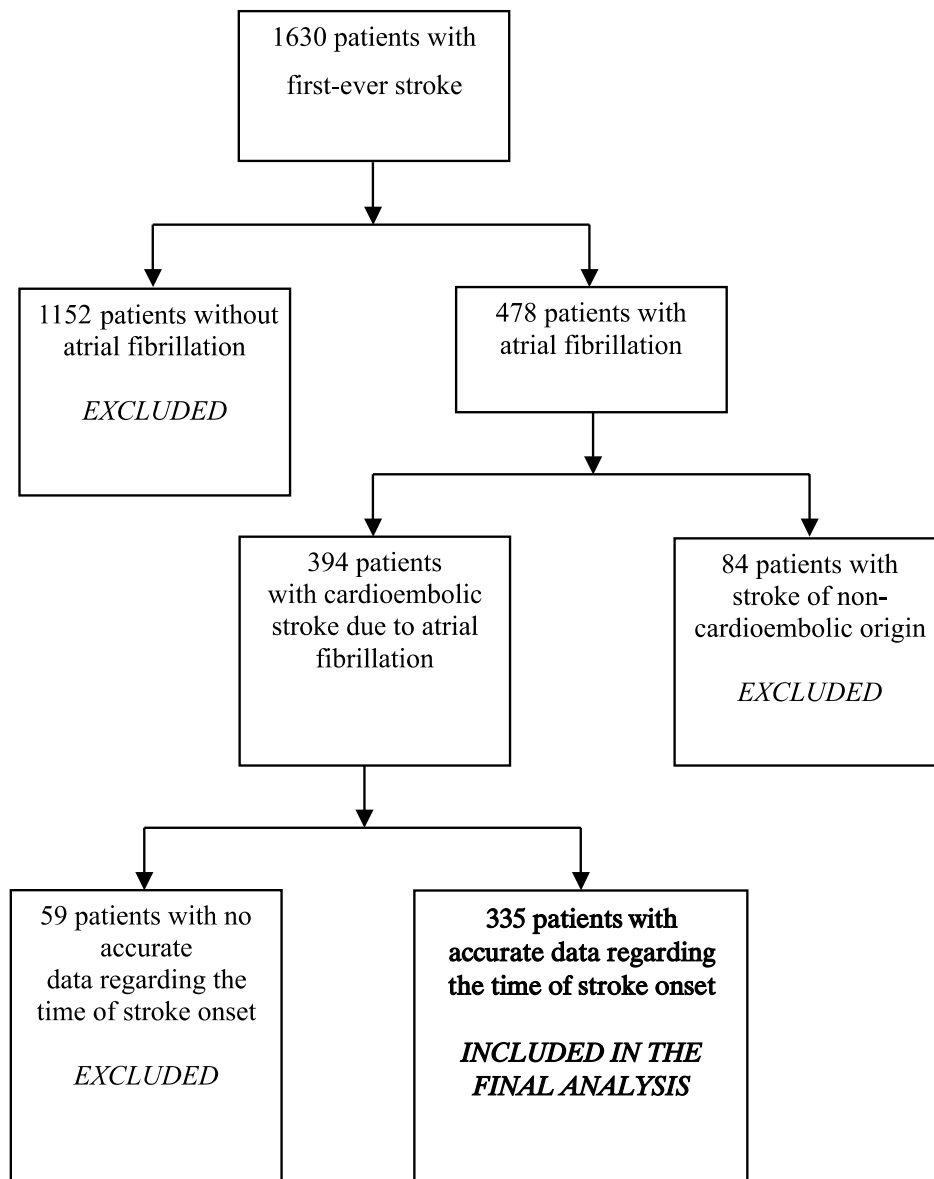 1630 patients with
first-ever stroke
1152 patients without
atrial fibrillation
EXCLUDED
478 patients with
atrial fibrillation
394 patients
with cardioembolic
stroke due to atrial
fibrillation
84 patients with
stroke of non-
cardioembolic origin
EXCLUDED
59 patients with no
accurate
data regarding the
time of stroke onset
EXCLUDED
335 patients with
accurate data regarding
the time of stroke onset
INCLUDED IN THE
FINAL ANALYSIS